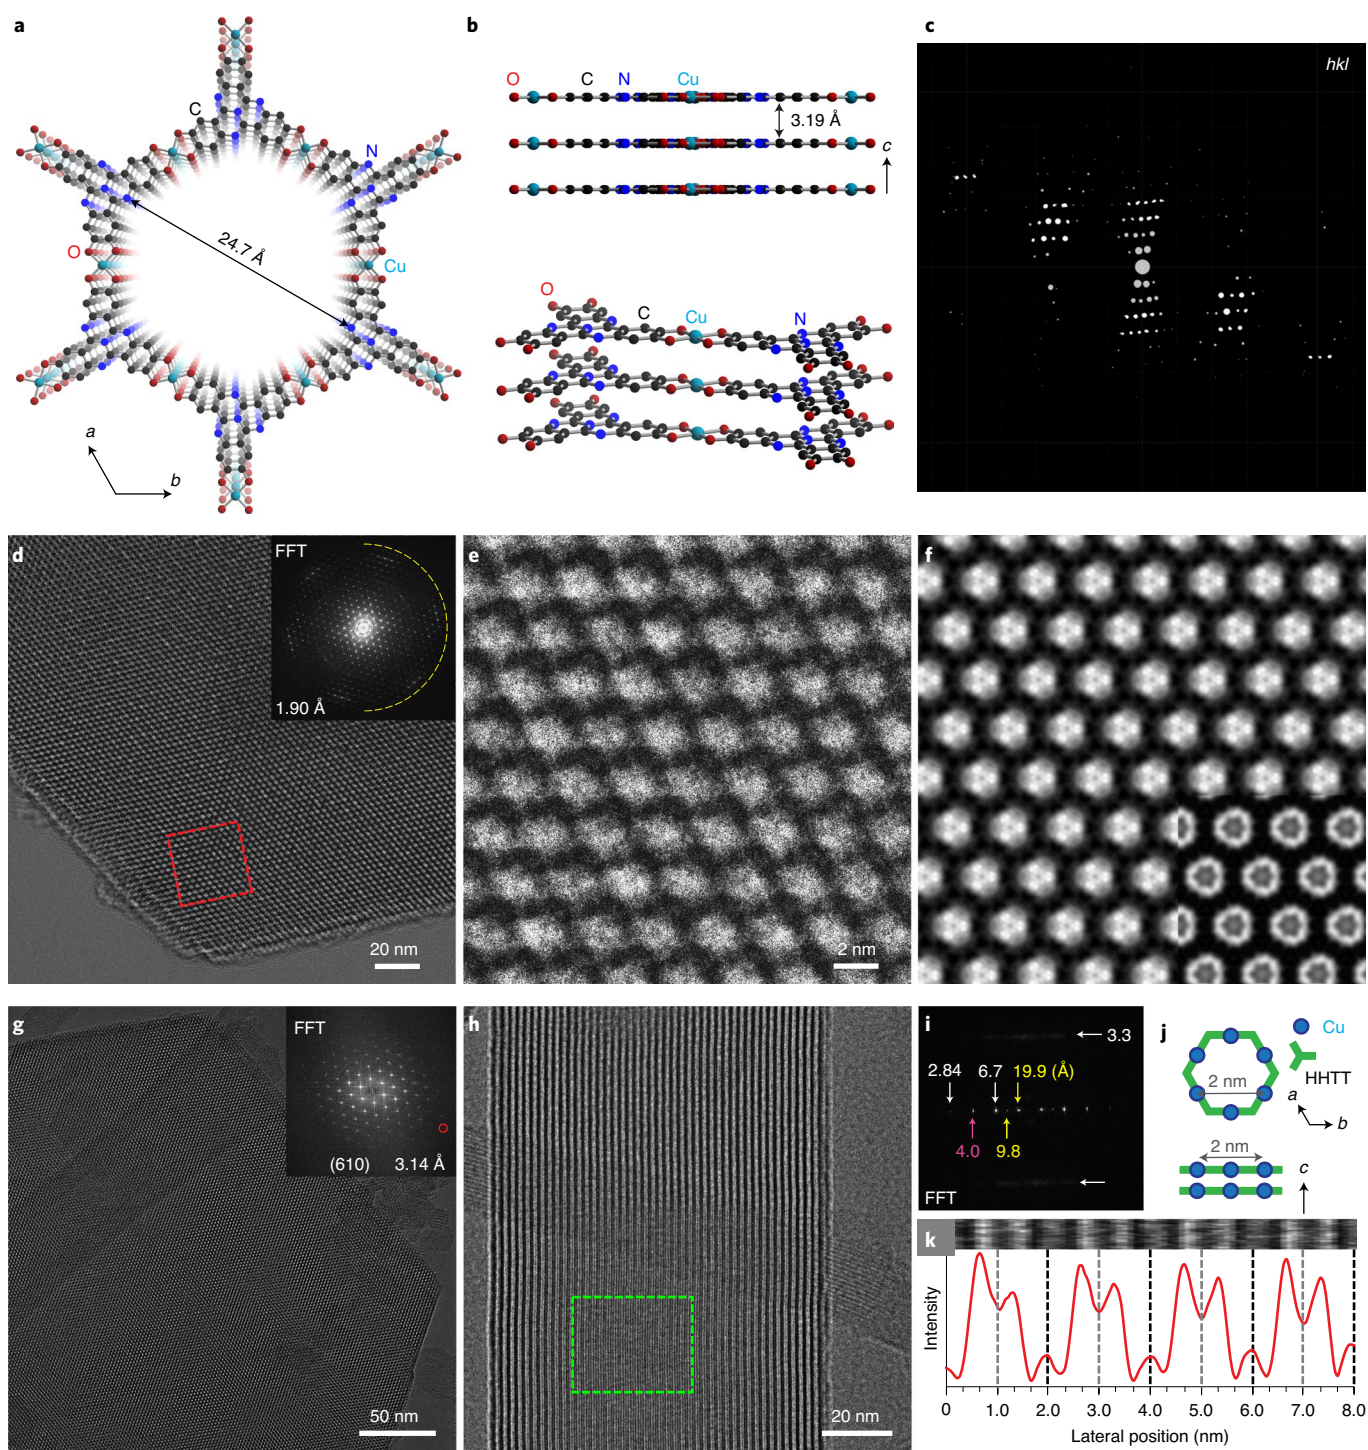 a
C
N
24.7 Å
O
Cu
a
b
b
O
C
N
Cu
3.19 Å
c
O
C
Cu
N
c
hkl
d
FFT
1.90 Å
20 nm
e
2 nm
f
g
FFT
(610)
3.14 Å
50 nm
h
20 nm
i
3.3
2.84
6.7
19.9 (Å)
4.0
9.8
FFT
j
Cu
HHTT
2 nm
a
b
2 nm
c
k
Intensity
0 1.0 2.0 3.0 4.0 5.0 6.0 7.0 8.0
Lateral position (nm)